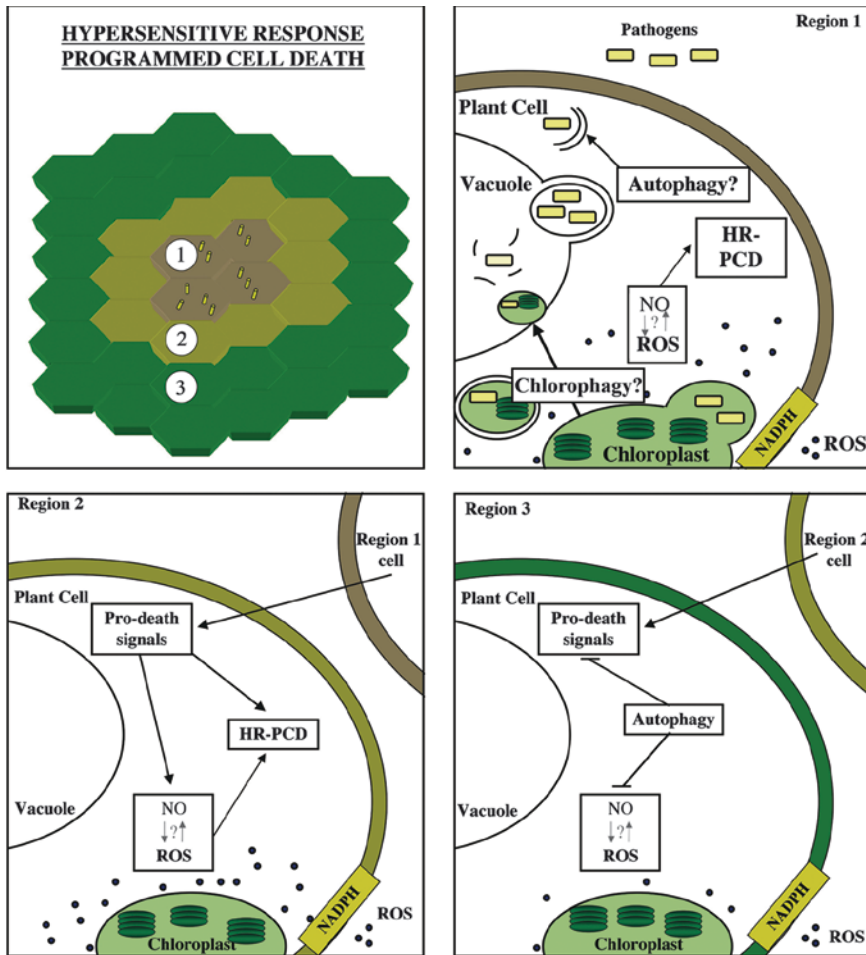 HYPERSENSITIVE RESPONSE
PROGRAMMED CELL DEATH
1
2
3
Region 1
Pathogens
Plant Cell
Vacuole
Autophagy?
HR-
PCD
NO
↓?↑
ROS
Chlorophagy?
Chloroplast
NADPH
ROS
Region 2
Region 1
cell
Plant Cell
Pro-death
signals
HR-PCD
Vacuole
NO
↓?↑
ROS
Chloroplast
NADPH
ROS
Region 3
Region 2
cell
Plant Cell
Pro-death
signals
Autophagy
Vacuole
NO
↓?↑
ROS
Chloroplast
NADPH
ROS